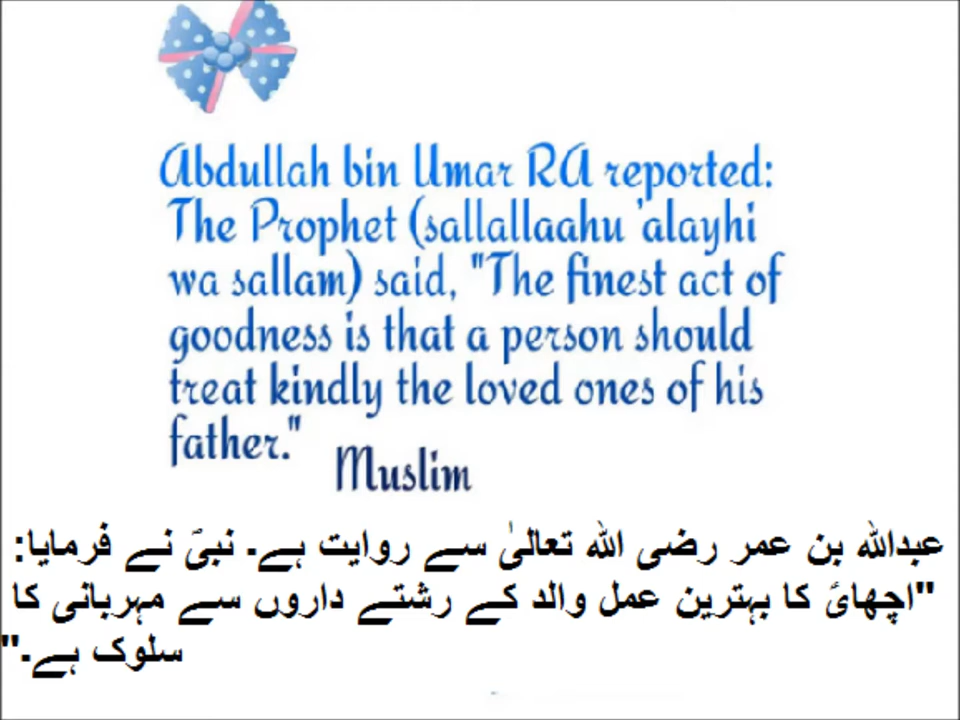 Abdullah bin Umar RA reported:
The Prophet (sallallaahu 'alayhi
wa sallam) said, "The finest act of
goodness is that a person should
treat kindly the loved ones of his
father."
Muslim
عبداللہ بن عمر رضی اللہ تعالیٰ سے روایت ہے۔ نبیؐ نے فرمایا:
"اچھائ کا بہترین عمل والد کے رشتے داروں سے مہربانی کا
سلوک ہے۔"